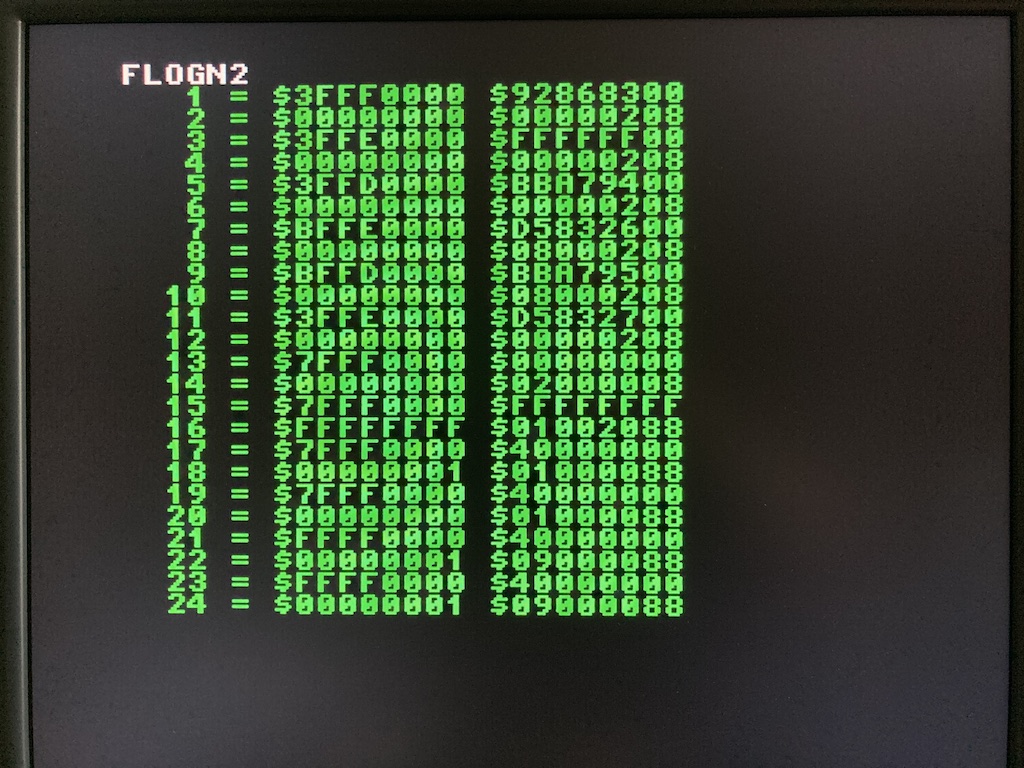 FLOGN2
1 = $3FFF0000 $92868300
2 = $00000000 $00000208
3 = $3FFE0000 $FFFFFF00
4 = $00000000 $00000208
5 = $3FFD0000 $BBA79400
6 = $00000000 $00000208
7 = $BFFE0000 $D5832600
8 = $00000000 $08000208
9 = $BFFD0000 $BBA79500
10 = $00000000 $08000208
11 = $3FFE0000 $D5832700
12 = $00000000 $00000208
13 = $7FFF0000 $00000000
14 = $00000000 $02000008
15 = $7FFF0000 $FFFFFFFF
16 = $FFFFFFFF $01002088
17 = $7FFF0000 $40000000
18 = $00000001 $01000088
19 = $7FFF0000 $40000000
20 = $00000000 $01000088
21 = $FFFF0000 $40000000
22 = $00000001 $09000088
23 = $FFFF0000 $40000000
24 = $00000001 $09000088